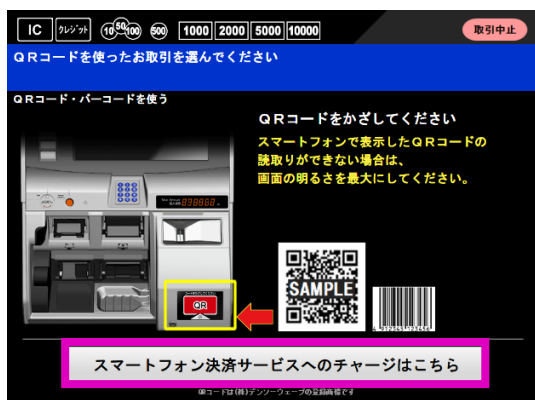 IC クレジット 10 50 100 500 1000 2000 5000 10000 取引中止
QRコードを使ったお取引を選んでください
QRコード・バーコードを使う
QRコードをかざしてください
スマートフォンで表示したQRコードの
読取りができない場合は、
画面の明るさを最大にしてください。
SAMPLE
QR
スマートフォン決済サービスへのチャージはこちら
QRコードは(株)デンソーウェーブの登録商標です